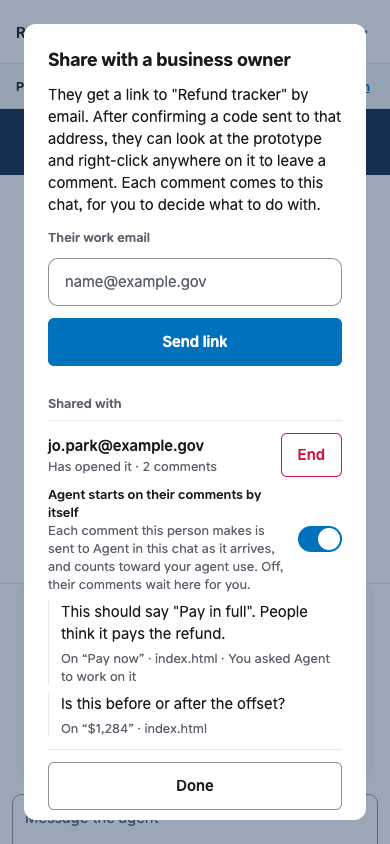 Share with a business owner
They get a link to "Refund tracker" by
email. After confirming a code sent to that
address, they can look at the prototype
and right-click anywhere on it to leave a
comment. Each comment comes to this
chat, for you to decide what to do with.
Their work email
name@example.gov
Send link
Shared with
jo.park@example.gov
Has opened it · 2 comments
End
Agent starts on their comments by
itself
Each comment this person makes is
sent to Agent in this chat as it arrives,
and counts toward your agent use. Off,
their comments wait here for you.
This should say "Pay in full". People
think it pays the refund.
On “Pay now” · index.html · You asked Agent
to work on it
Is this before or after the offset?
On “$1,284” · index.html
Done
Message the agent